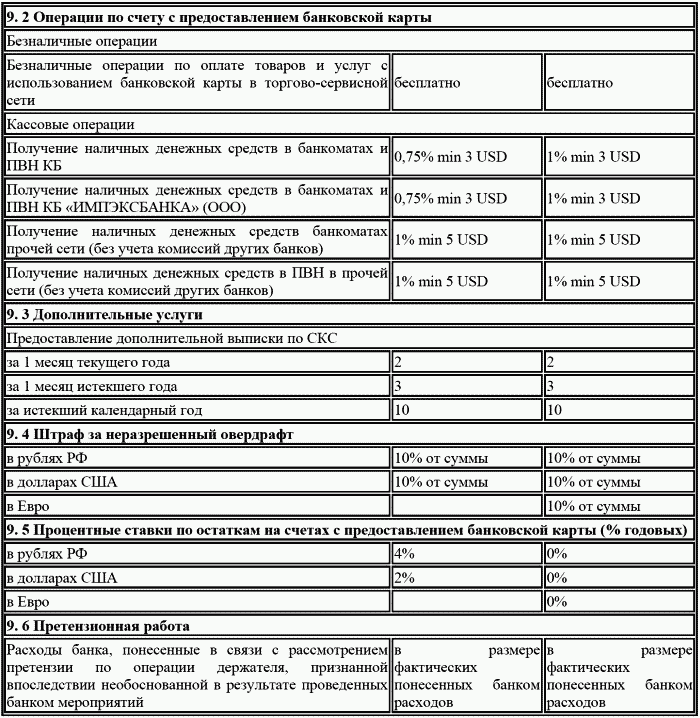 9. 2 Операции по счету с предоставлением банковской карты
Безналичные операции
Безналичные операции по оплате товаров и услуг с
использованием банковской карты в торгово-сервисной
сети
бесплатно
бесплатно
Кассовые операции
Получение наличных денежных средств в банкоматах и
ПВН КБ
0,75% min 3 USD
1% min 3 USD
Получение наличных денежных средств в банкоматах и
ПВН КБ «ИМПЭКСБАНКА» (ООО)
0,75% min 3 USD
1% min 3 USD
Получение наличных денежных средств банкоматах
прочей сети (без учета комиссий других банков)
1% min 5 USD
1% min 5 USD
Получение наличных денежных средств в ПВН в прочей
сети (без учета комиссий других банков)
1% min 5 USD
1% min 5 USD
9. 3 Дополнительные услуги
Предоставление дополнительной выписки по СКС
за 1 месяц текущего года
2
2
за 1 месяц истекшего года
3
3
за истекший календарный год
10
10
9. 4 Штраф за неразрешенный овердрафт
в рублях РФ
10% от суммы
10% от суммы
в долларах США
10% от суммы
10% от суммы
в Евро
10% от суммы
9. 5 Процентные ставки по остаткам на счетах с предоставлением банковской карты (% годовых)
в рублях РФ
4%
0%
в долларах США
2%
0%
в Евро
0%
9. 6 Претензионная работа
Расходы банка, понесенные в связи с рассмотрением
претензии по операции держателя, признанной
впоследствии необоснованной в результате проведенных
банком мероприятий
в размере
фактических
понесенных банком
расходов
в размере
фактических
понесенных банком
расходов